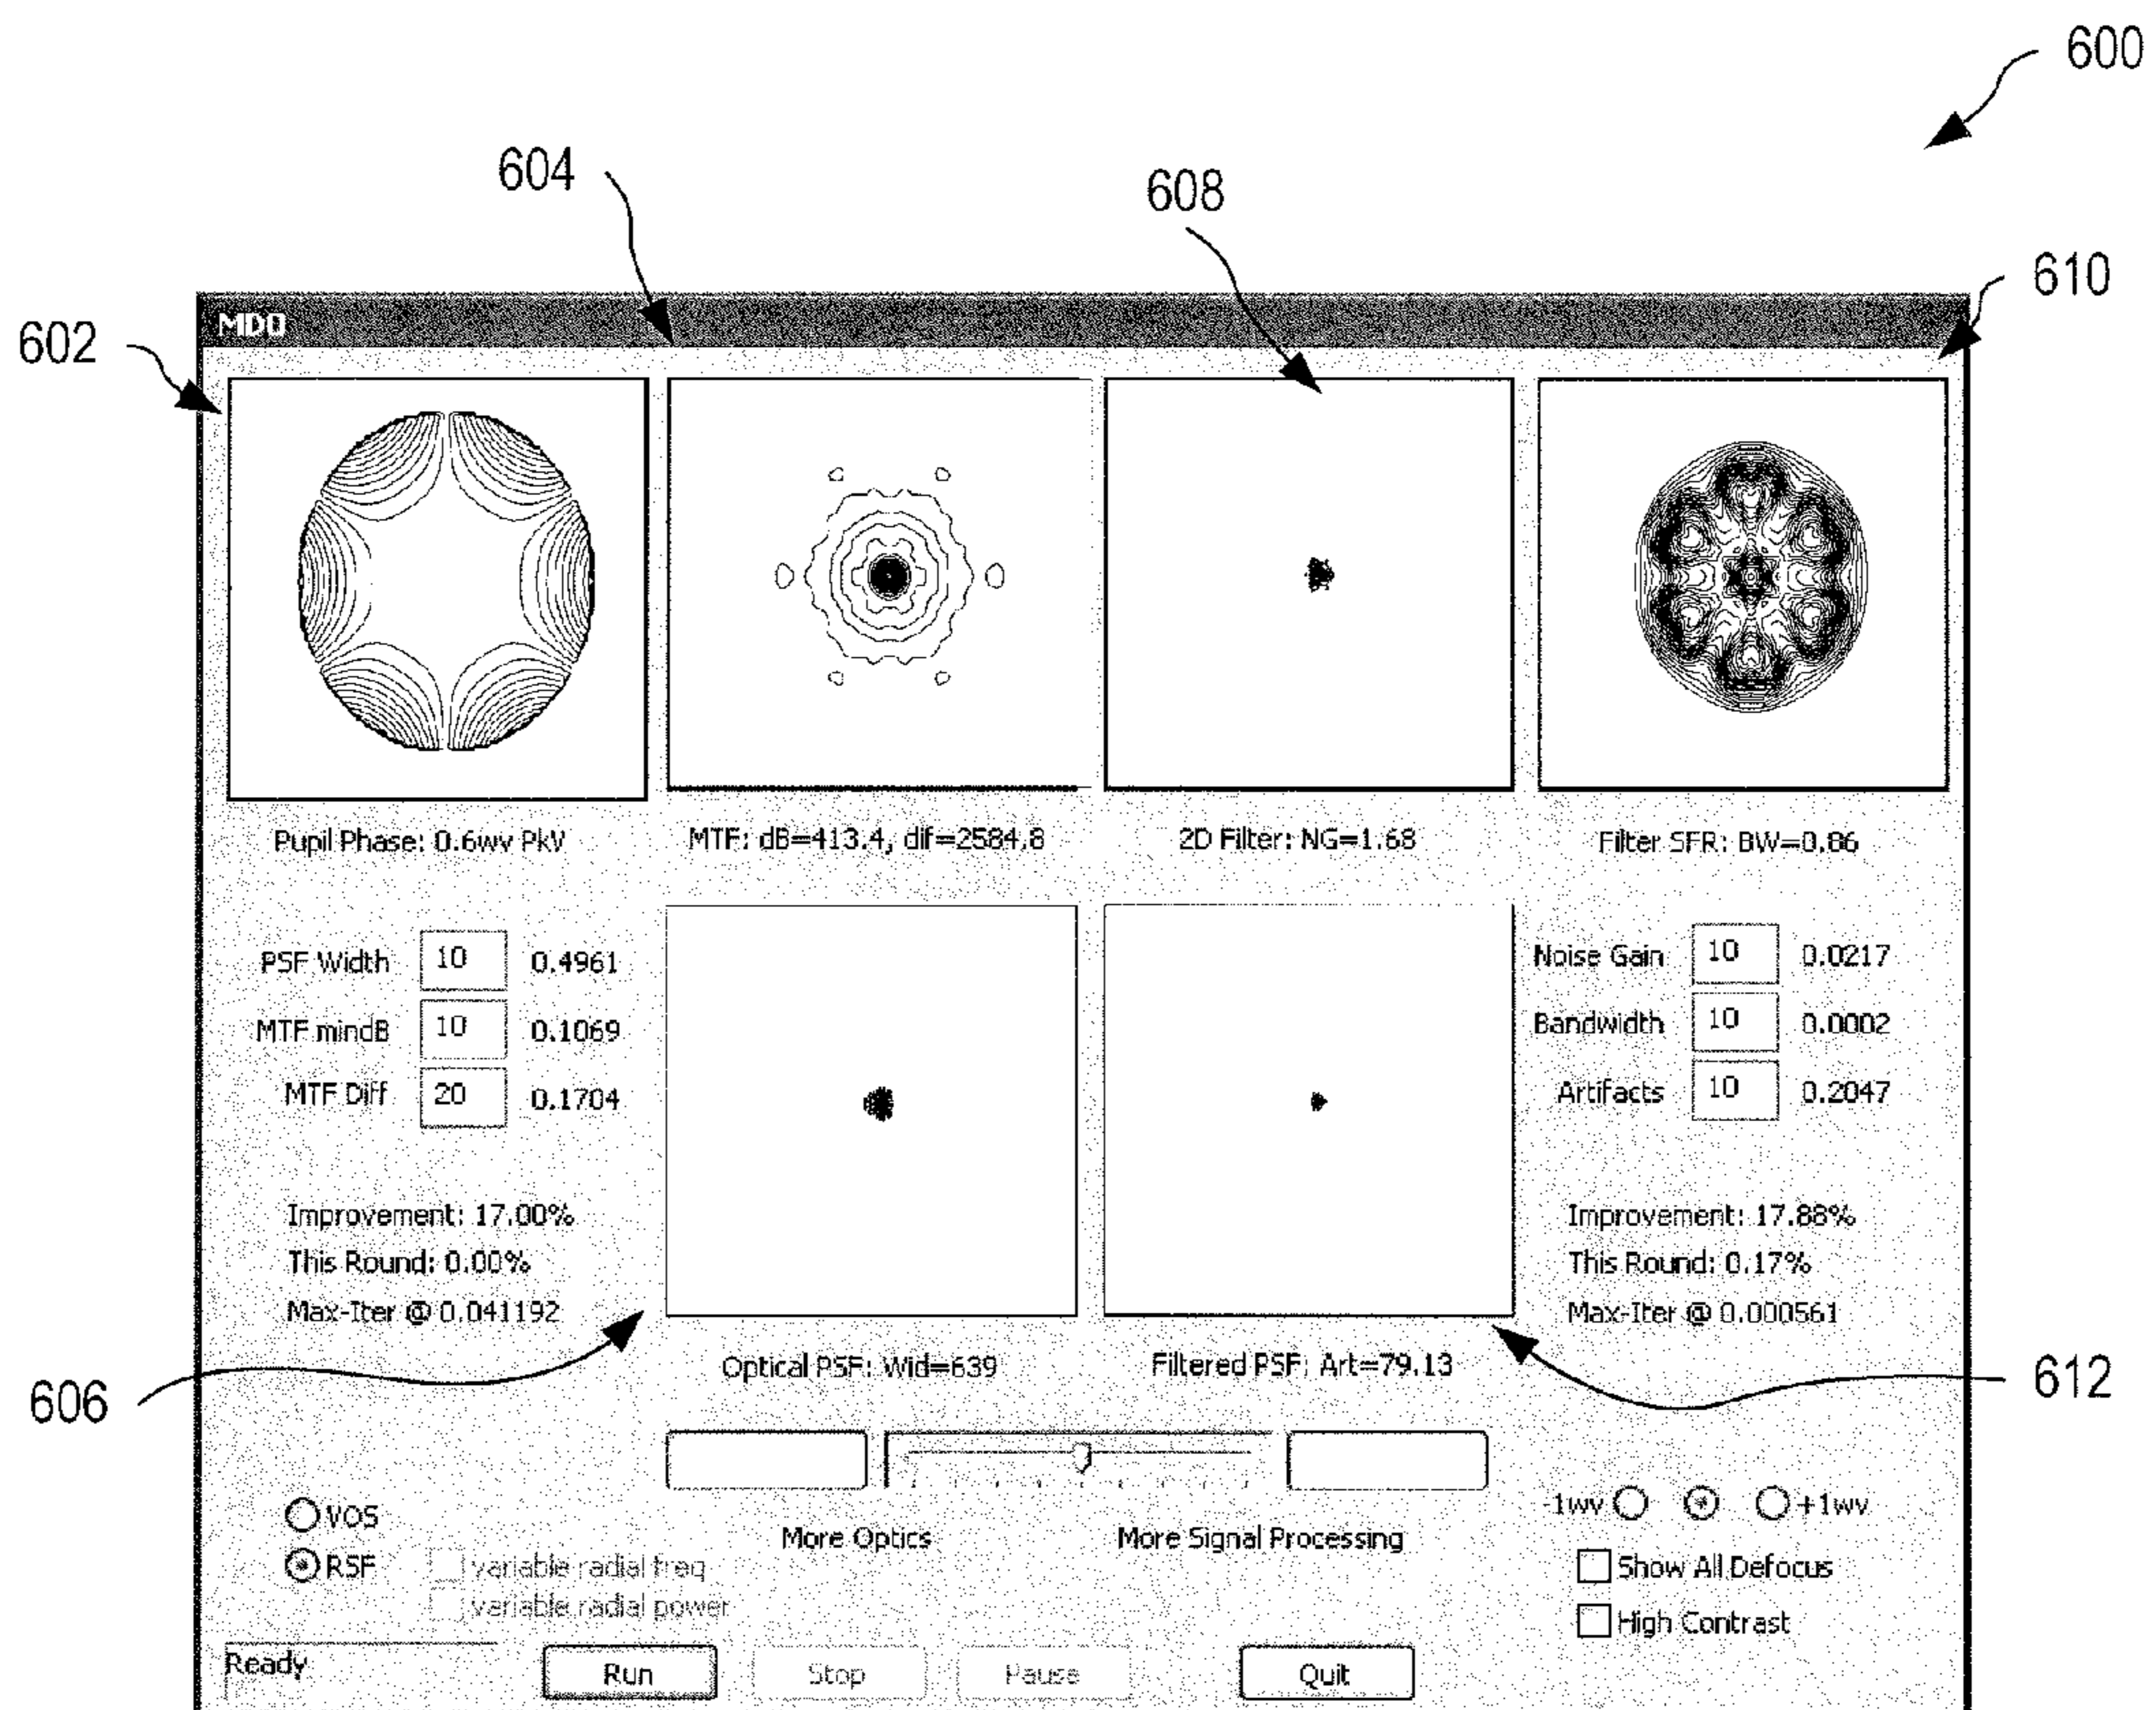 600
604
608
610
602
MDO
Pupil Phase: 0.6wv PkV
MTF: dB=413.4, dif=2584.8
2D Filter: NG=1.68
Filter SFR: BW=0.86
PSF Width 10 0.4961
MTF mindB 10 0.1069
MTF Diff 20 0.1704
Noise Gain 10 0.0217
Bandwidth 10 0.0002
Artifacts 10 0.2047
Improvement: 17.00%
This Round: 0.00%
Max-Iter @ 0.041192
Improvement: 17.88%
This Round: 0.17%
Max-Iter @ 0.000561
Optical PSF: Wid=639
Filtered PSF: Art=79.13
606
612
More Optics
More Signal Processing
VOS
RSF
variable radial freq
variable radial power
-1wv
+1wv
Show All Defocus
High Contrast
Ready
Run
Stop
Pause
Quit